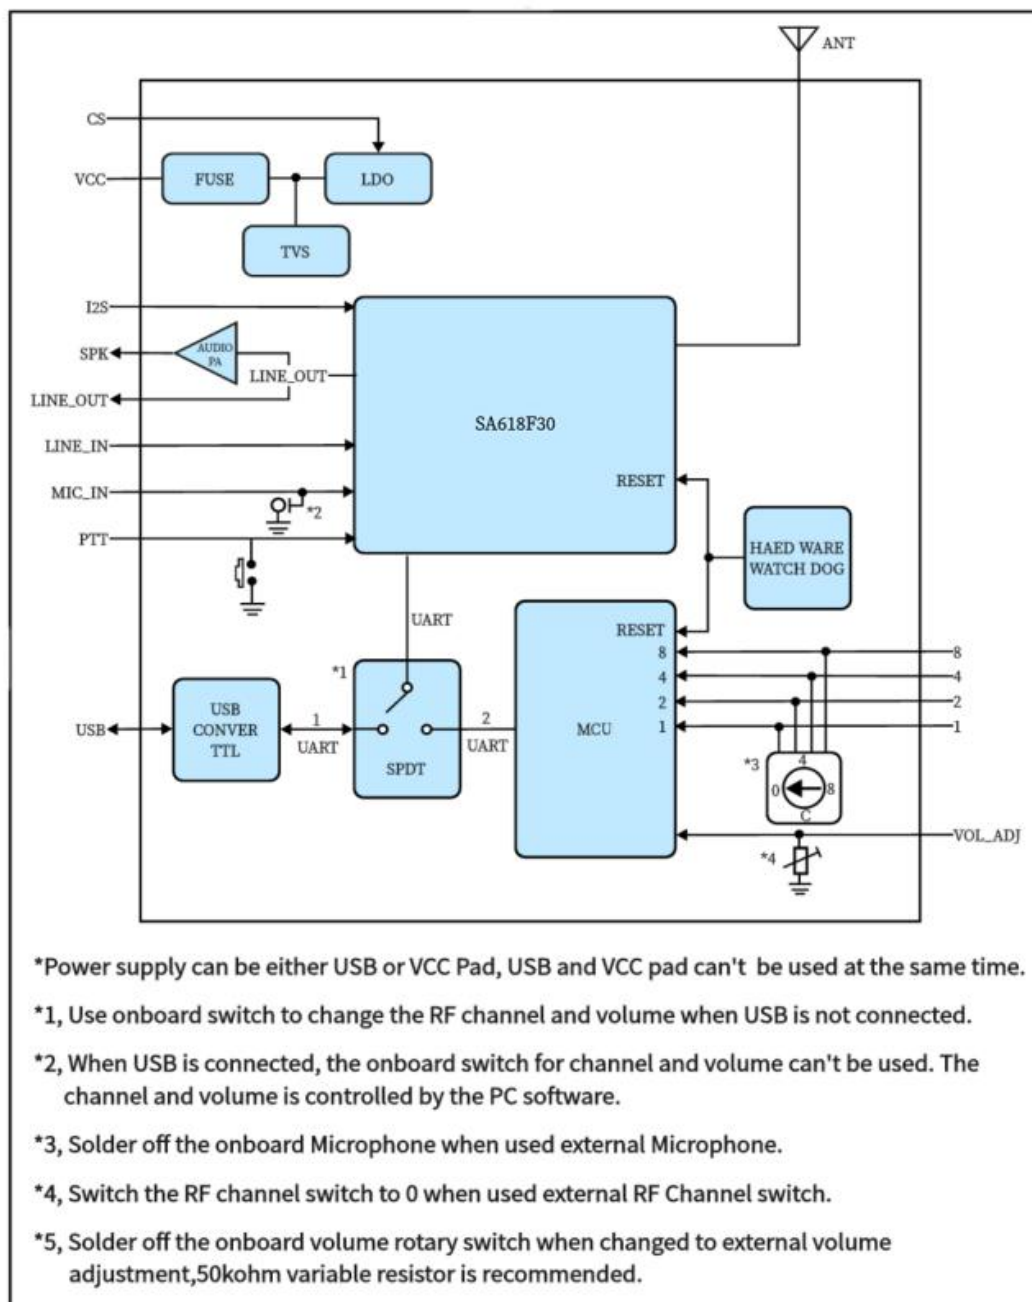 ANT
CS
VCC
FUSE
LDO
TVS
I2S
SPK
AUDIO
PA
LINE_OUT
LINE_OUT
LINE_IN
SA618F30
MIC_IN
*2
RESET
PTT
HAED WARE
WATCH DOG
UART
RESET
8
8
*1
4
4
USB
CONVER
TTL
2
2
USB
1
UART
2
UART
MCU
1
1
SPDT
*3
4
0
8
C
*4
VOL_ADJ
*Power supply can be either USB or VCC Pad, USB and VCC pad can't be used at the same time.
*1, Use onboard switch to change the RF channel and volume when USB is not connected.
*2, When USB is connected, the onboard switch for channel and volume can't be used. The
channel and volume is controlled by the PC software.
*3, Solder off the onboard Microphone when used external Microphone.
*4, Switch the RF channel switch to 0 when used external RF Channel switch.
*5, Solder off the onboard volume rotary switch when changed to external volume
adjustment,50kohm variable resistor is recommended.